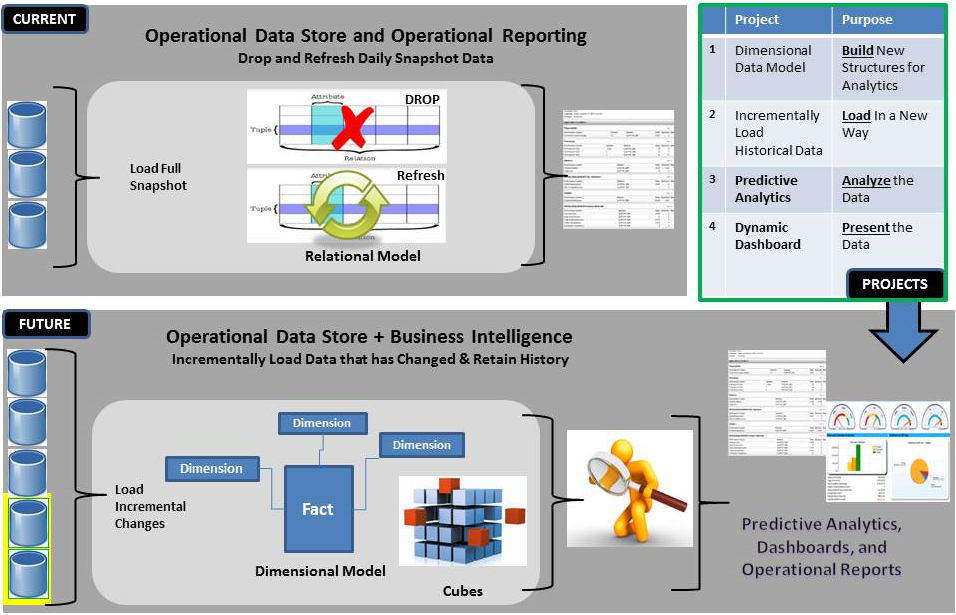 CURRENT
Operational Data Store and Operational Reporting
Drop and Refresh Daily Snapshot Data
Load Full
Snapshot
Attribute
DROP
Tuple
Relation
Refresh
Tuple
Relational Model
Project
Purpose
1
Dimensional
Data Model
Build New
Structures for
Analytics
2
Incrementally
Load
Historical Data
Load In a New
Way
3
Predictive
Analytics
Analyze the
Data
4
Dynamic
Dashboard
Present the
Data
PROJECTS
FUTURE
Operational Data Store + Business Intelligence
Incrementally Load Data that has Changed & Retain History
Load
Incremental
Changes
Dimension
Dimension
Dimension
Fact
Dimensional Model
Cubes
Predictive Analytics,
Dashboards, and
Operational Reports